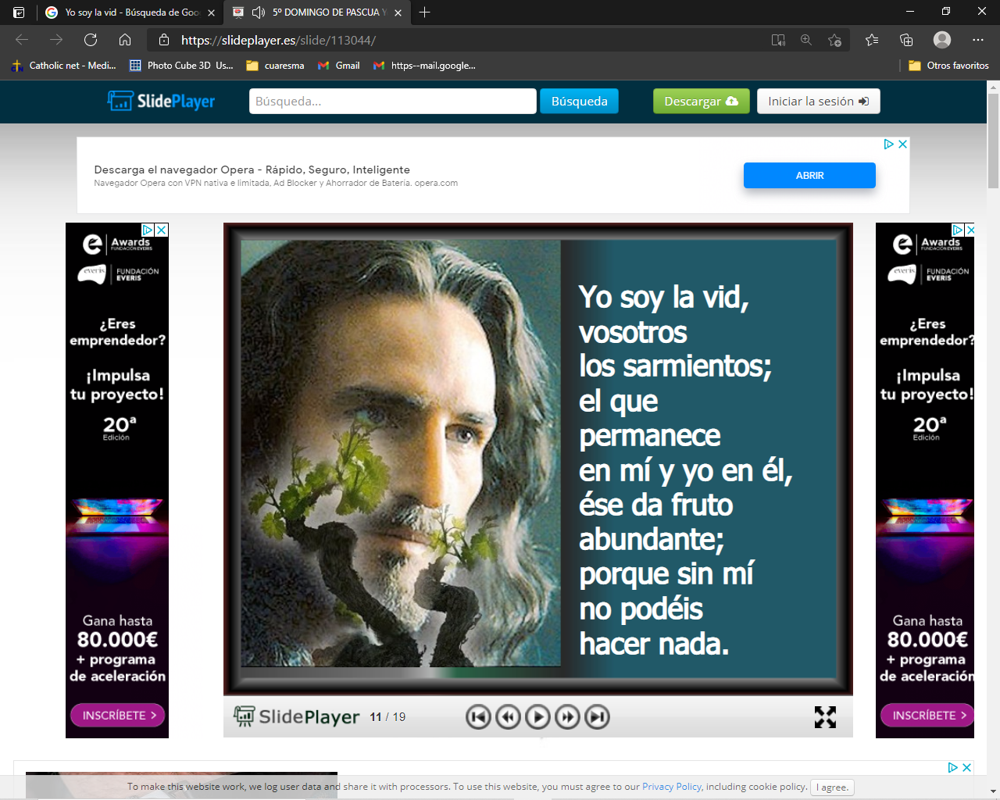 Yo soy la vid - Búsqueda de Goo
5º DOMINGO DE PASCUA Y
https://slideplayer.es/slide/113044/
Catholic net - Medi...
Photo Cube 3D Us...
cuaresma
Gmail
https--mail.google...
Otros favoritos
SlidePlayer
Búsqueda...
Búsqueda
Descargar
Iniciar la sesión
Descarga el navegador Opera - Rápido, Seguro, Inteligente
Navegador Opera con VPN nativa e ilimitada, Ad Blocker y Ahorrador de Batería. opera.com
ABRIR
e Awards
FUNDACIÓN EVERIS
everis
FUNDACIÓN
EVERIS
¿Eres
emprendedor?
¡Impulsa
tu proyecto!
20ª
Edición
Gana hasta
80.000€
+ programa
de aceleración
INSCRÍBETE >
Yo soy la vid,
vosotros
los sarmientos;
el que
permanece
en mí y yo en él,
ése da fruto
abundante;
porque sin mí
no podéis
hacer nada.
SlidePlayer
11 / 19
e Awards
FUNDACIÓN EVERIS
everis
FUNDACIÓN
EVERIS
¿Eres
emprendedor?
¡Impulsa
tu proyecto!
20ª
Edición
Gana hasta
80.000€
+ programa
de aceleración
INSCRÍBETE >
To make this website work, we log user data and share it with processors. To use this website, you must agree to our Privacy Policy, including cookie policy.
I agree.